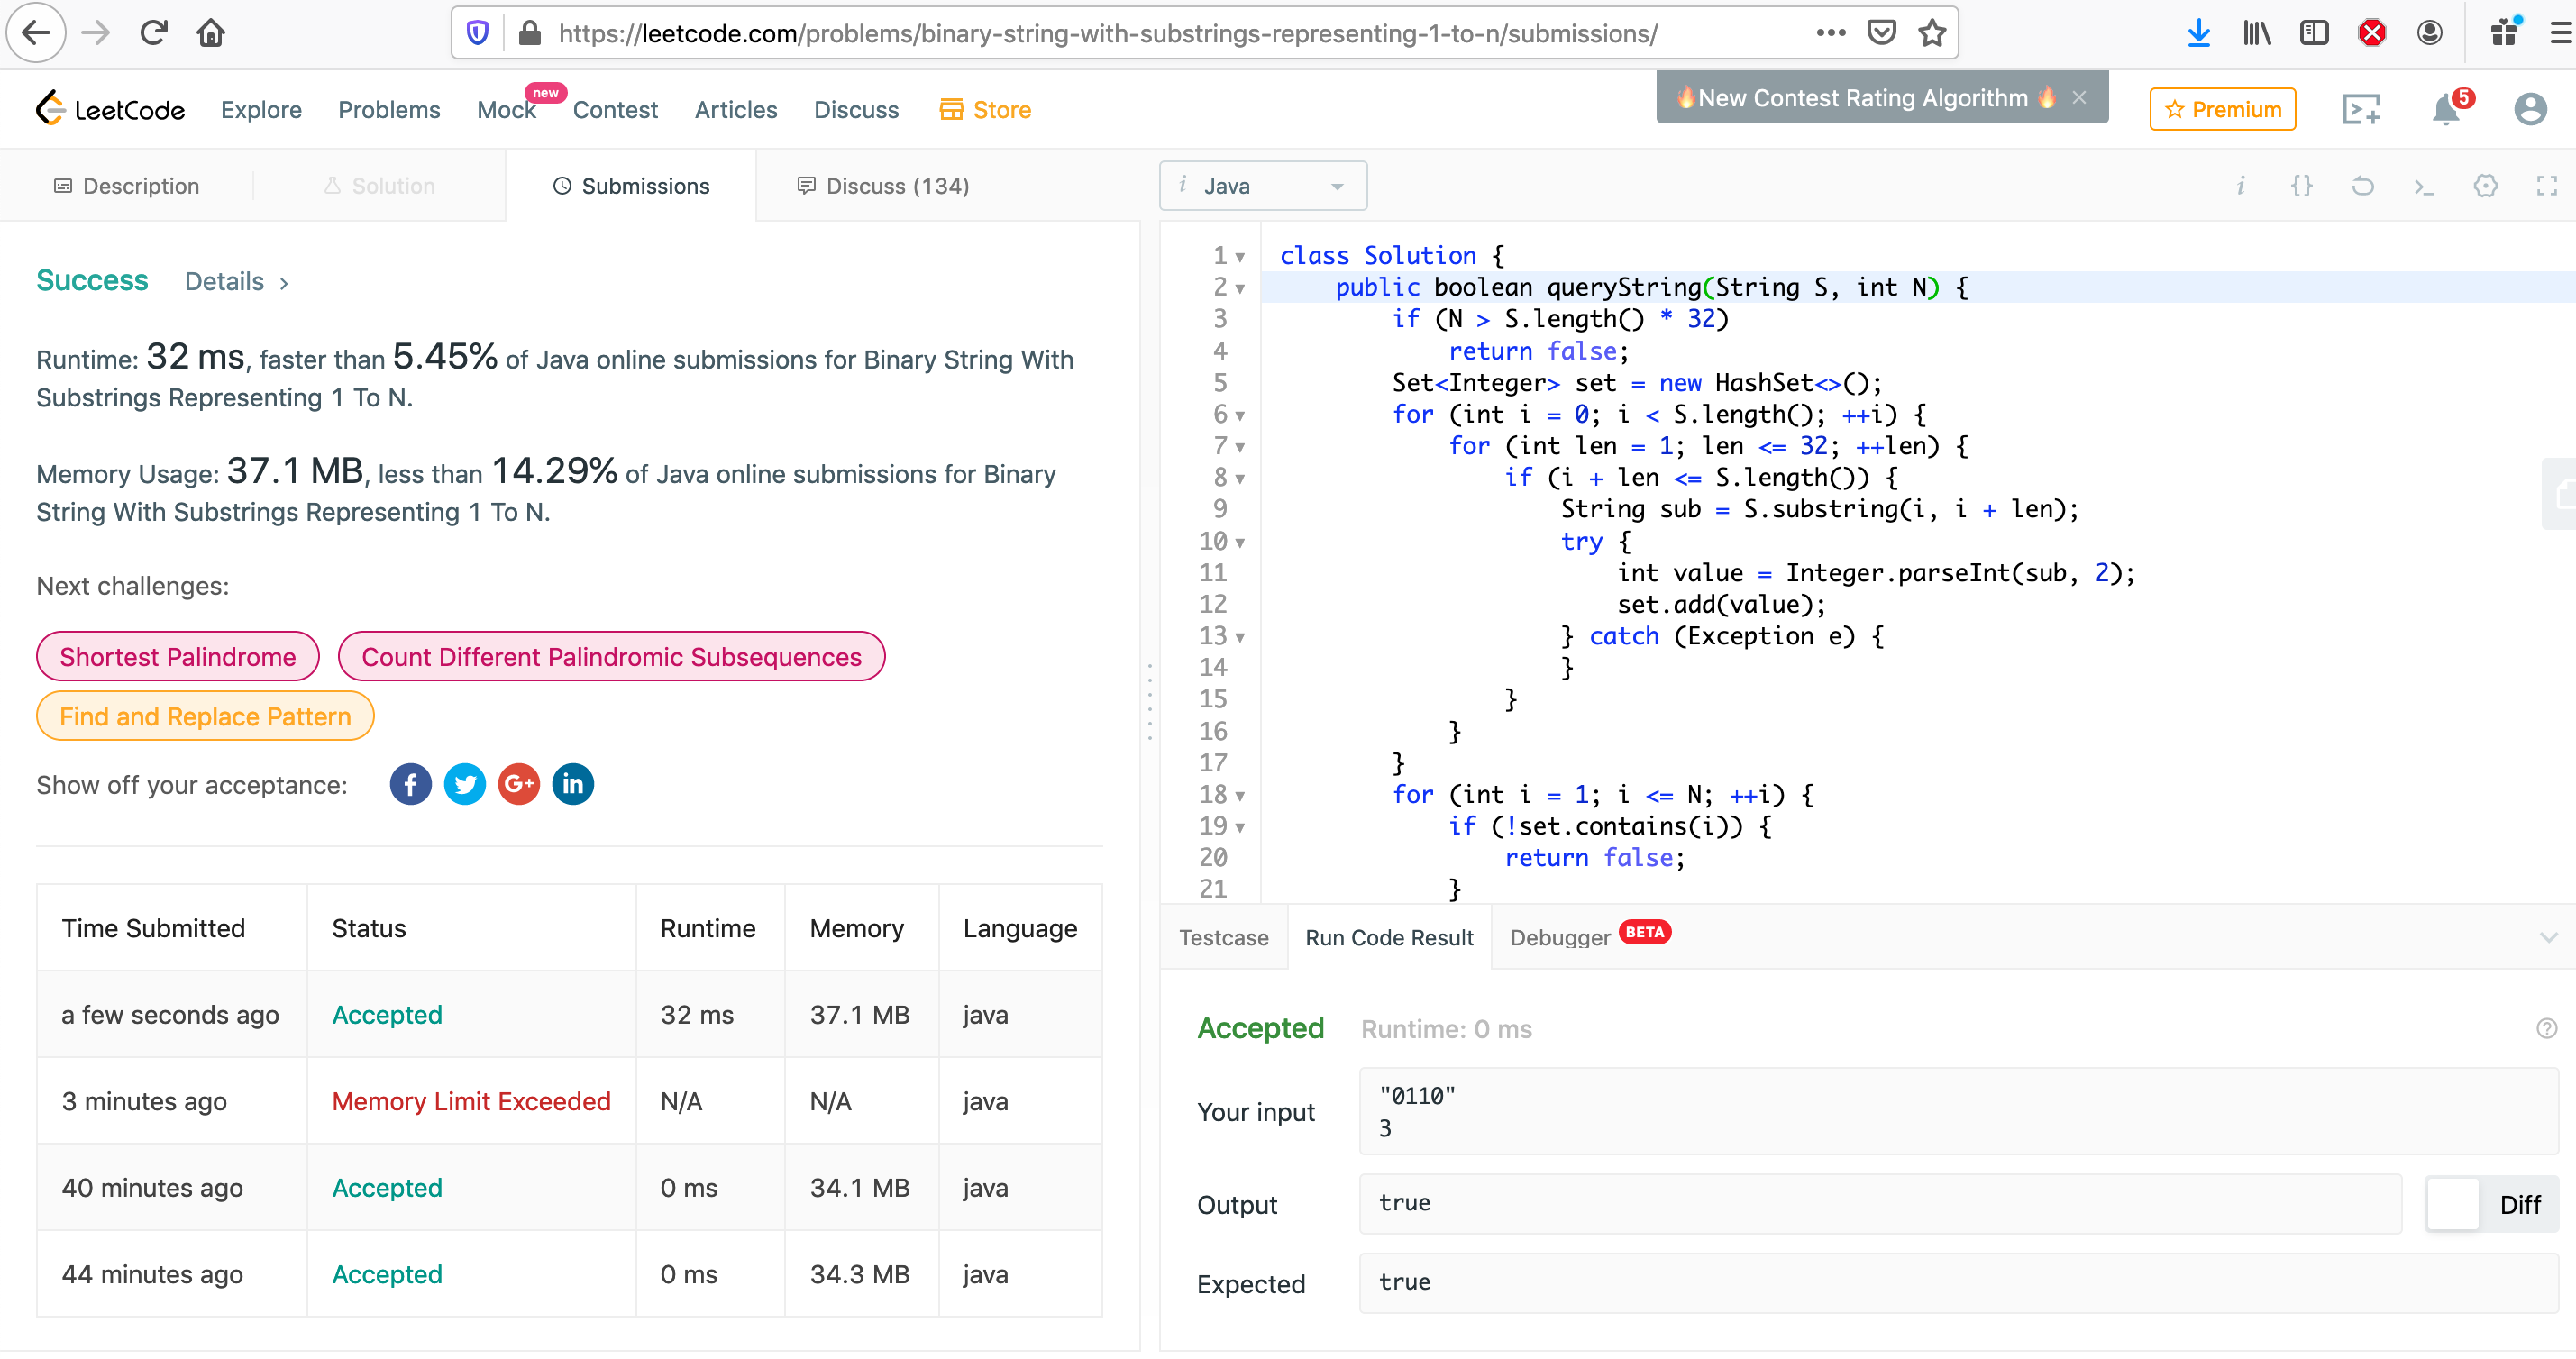 https://leetcode.com/problems/binary-string-with-substrings-representing-1-to-n/submissions/
LeetCode
Explore
Problems
Mock
new
Contest
Articles
Discuss
Store
🔥New Contest Rating Algorithm 🔥 ×
Premium
5
Description
Solution
Submissions
Discuss (134)
Success
Details >
Runtime: 32 ms, faster than 5.45% of Java online submissions for Binary String With
Substrings Representing 1 To N.
Memory Usage: 37.1 MB, less than 14.29% of Java online submissions for Binary
String With Substrings Representing 1 To N.
Next challenges:
Shortest Palindrome
Count Different Palindromic Subsequences
Find and Replace Pattern
Show off your acceptance:
f
G+
in
Time Submitted Status Runtime Memory Language
a few seconds ago Accepted 32 ms 37.1 MB java
3 minutes ago Memory Limit Exceeded N/A N/A java
40 minutes ago Accepted 0 ms 34.1 MB java
44 minutes ago Accepted 0 ms 34.3 MB java
i Java
i {} >_
1 class Solution {
2     public boolean queryString(String S, int N) {
3         if (N > S.length() * 32)
4             return false;
5         Set<Integer> set = new HashSet<>();
6         for (int i = 0; i < S.length(); ++i) {
7             for (int len = 1; len <= 32; ++len) {
8                 if (i + len <= S.length()) {
9                     String sub = S.substring(i, i + len);
10                     try {
11                         int value = Integer.parseInt(sub, 2);
12                         set.add(value);
13                     } catch (Exception e) {
14                     }
15                 }
16             }
17         }
18         for (int i = 1; i <= N; ++i) {
19             if (!set.contains(i)) {
20                 return false;
21             }
Testcase
Run Code Result
Debugger
BETA
Accepted
Runtime: 0 ms
Your input
"0110"
3
Output
true
Diff
Expected
true